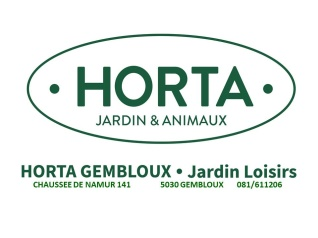 • HORTA •
JARDIN & ANIMAUX
HORTA GEMBLOUX • Jardin Loisirs
CHAUSSEE DE NAMUR 141 5030 GEMBLOUX 081/611206